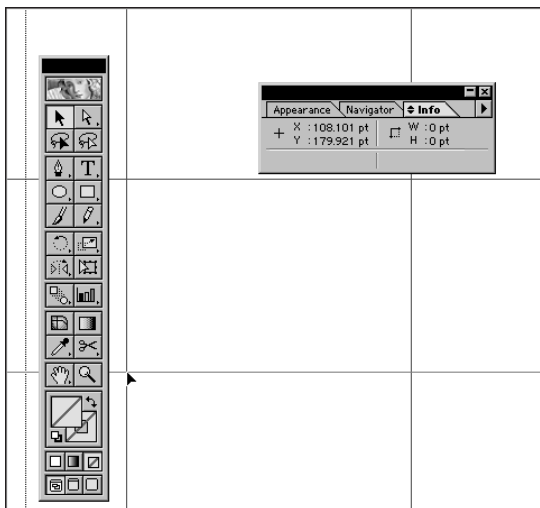 Appearance Navigator Info
X : 108.101 pt W : 0 pt
Y : 179.921 pt H : 0 pt
T